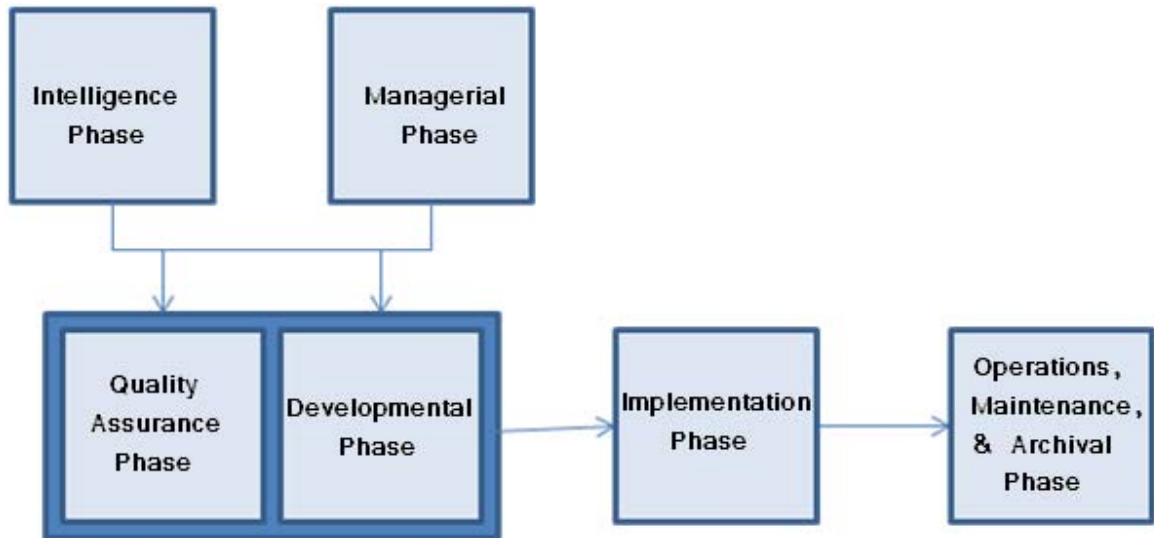 Intelligence
Phase
Managerial
Phase
Quality
Assurance
Phase
Developmental
Phase
Implementation
Phase
Operations,
Maintenance,
& Archival
Phase